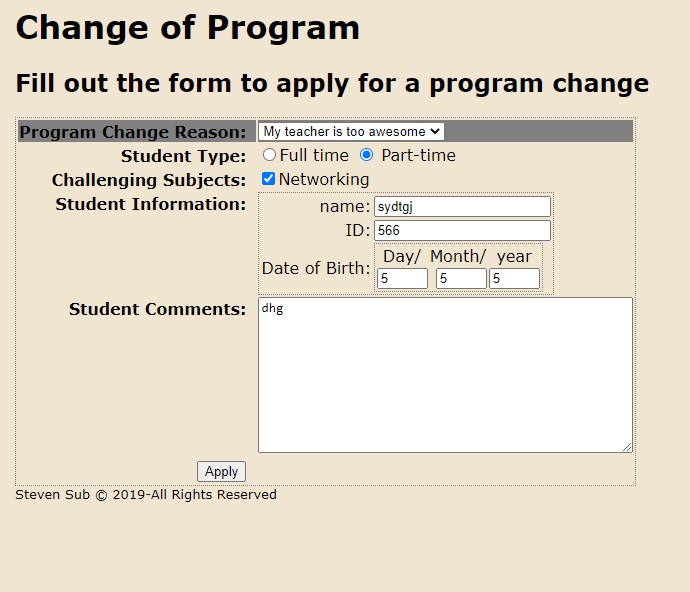 Change of Program
Fill out the form to apply for a program change
Program Change Reason: My teacher is too awesome
Student Type: Full time Part-time
Challenging Subjects: Networking
Student Information: name: sydtgj
ID: 566
Day/ Month/ year
Date of Birth: 5 5 5
Student Comments: dhg
Apply
Steven Sub © 2019-All Rights Reserved